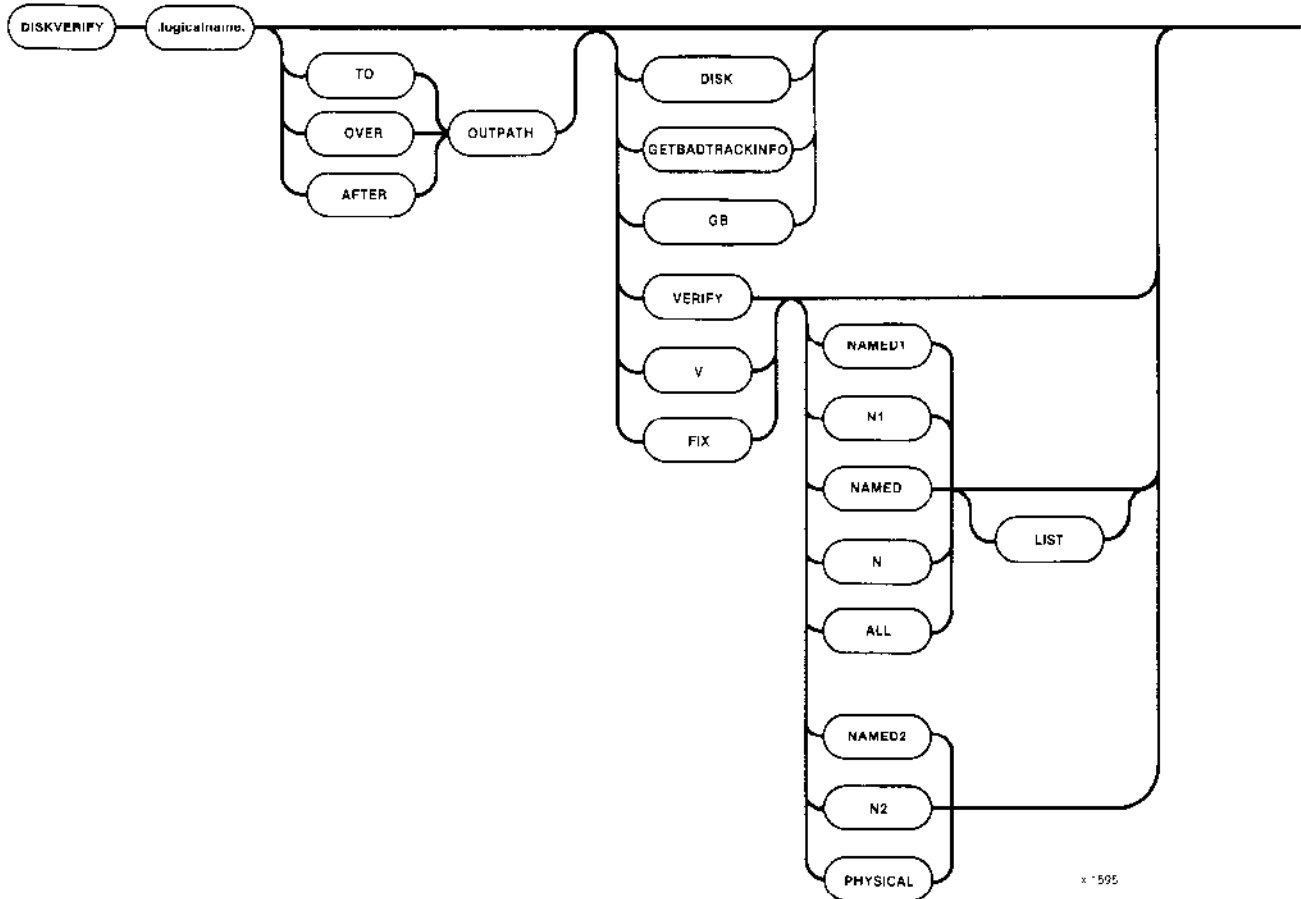 DISKVERIFY
:logicalname:
TO
OVER
AFTER
OUTPATH
DISK
GETBADTRACKINFO
GB
VERIFY
V
FIX
NAMED1
N1
NAMED
N
ALL
LIST
NAMED2
N2
PHYSICAL